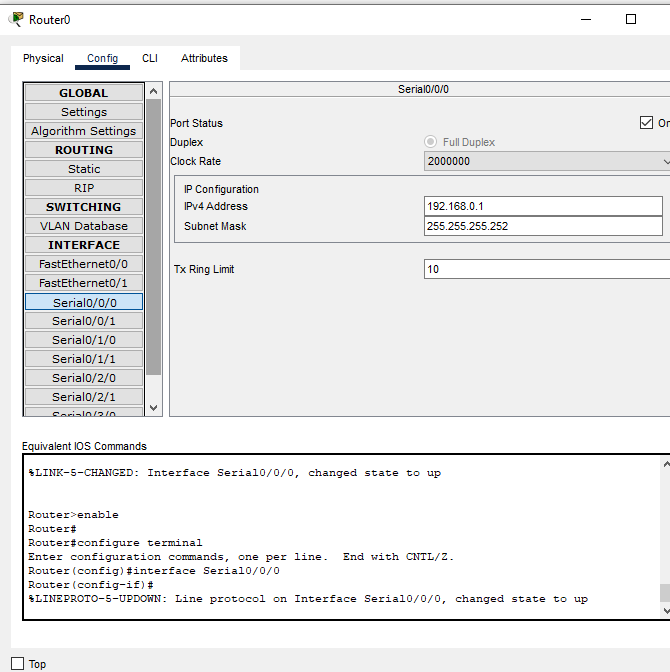 Router0
Physical Config CLI Attributes
GLOBAL
Settings
Algorithm Settings
ROUTING
Static
RIP
SWITCHING
VLAN Database
INTERFACE
FastEthernet0/0
FastEthernet0/1
Serial0/0/0
Serial0/0/1
Serial0/1/0
Serial0/1/1
Serial0/2/0
Serial0/2/1
Serial0/3/0
Serial0/0/0
Port Status On
Duplex Full Duplex
Clock Rate 2000000
IP Configuration
IPv4 Address 192.168.0.1
Subnet Mask 255.255.255.252
Tx Ring Limit 10
Equivalent IOS Commands
%LINK-5-CHANGED: Interface Serial0/0/0, changed state to up
Router>enable
Router#
Router#configure terminal
Enter configuration commands, one per line. End with CNTL/Z.
Router(config)#interface Serial0/0/0
Router(config-if)#
%LINEPROTO-5-UPDOWN: Line protocol on Interface Serial0/0/0, changed state to up
Top